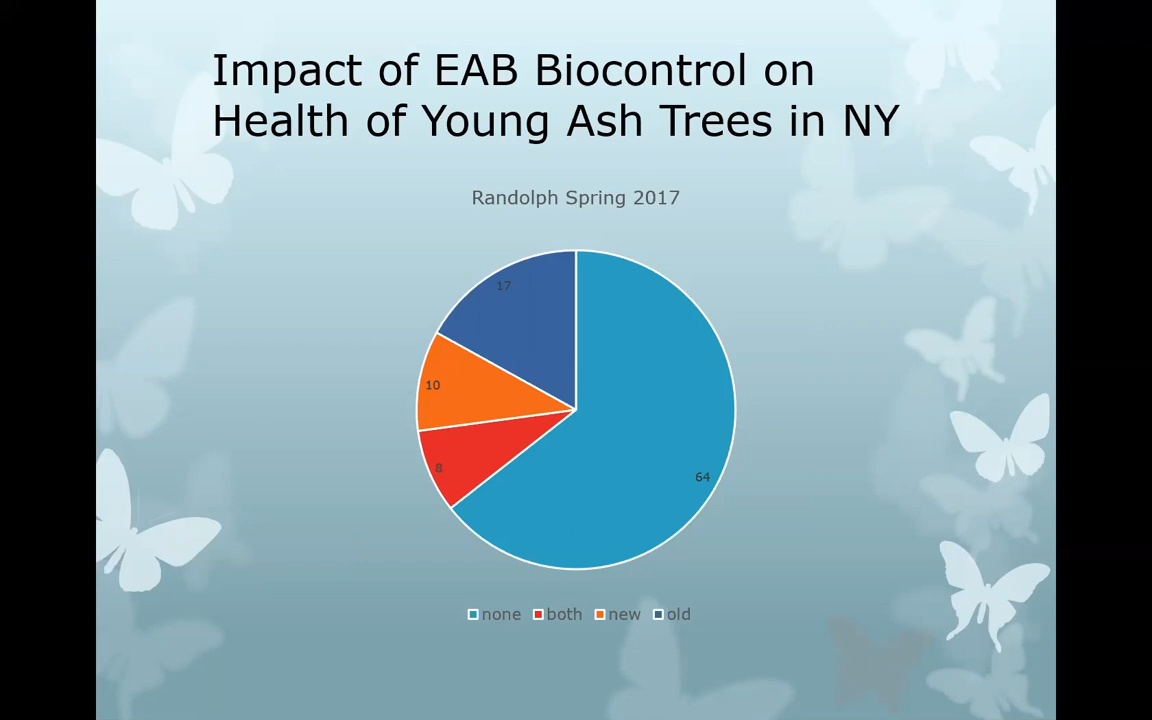 Impact of EAB Biocontrol on
Health of Young Ash Trees in NY
Randolph Spring 2017
17
10
8
64
none both new old